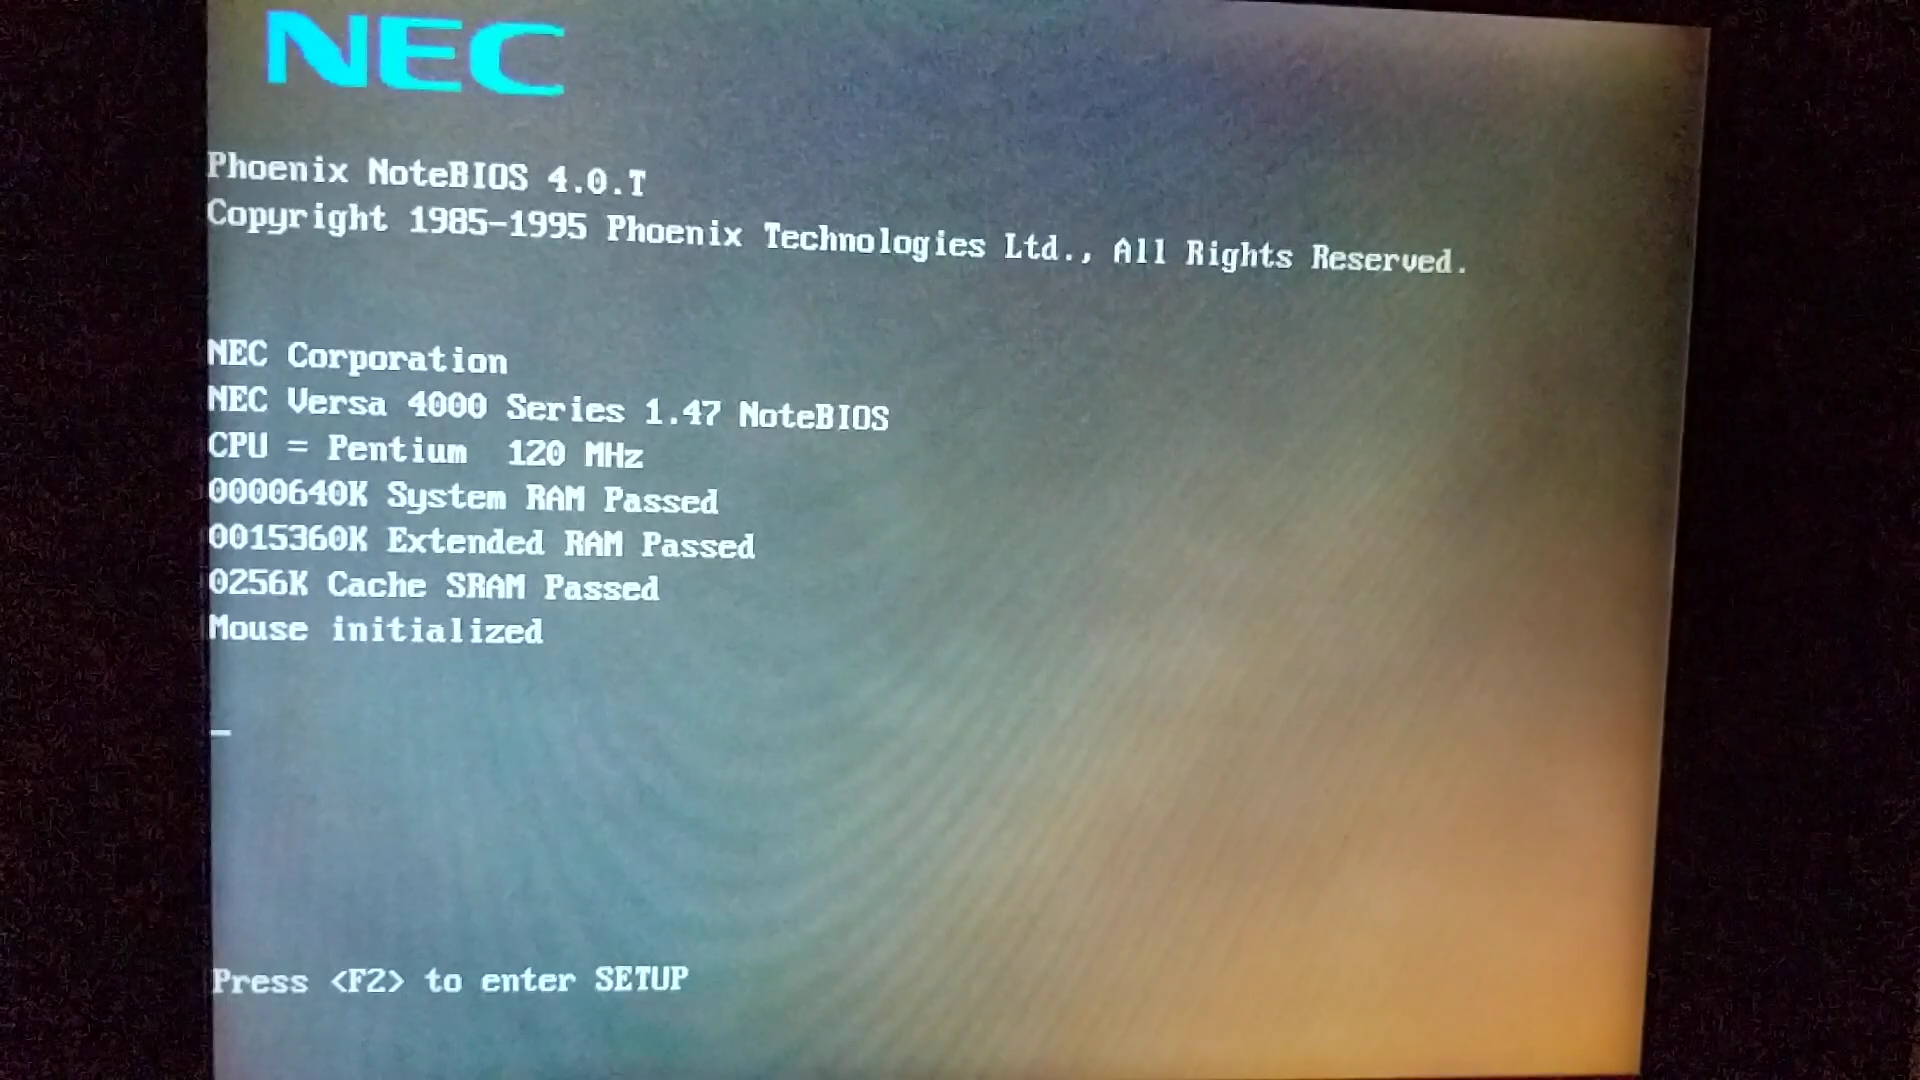 NEC
Phoenix NoteBIOS 4.0.T
Copyright 1985-1995 Phoenix Technologies Ltd., All Rights Reserved.
NEC Corporation
NEC Versa 4000 Series 1.47 NoteBIOS
CPU = Pentium  120 MHz
0000640K System RAM Passed
0015360K Extended RAM Passed
0256K Cache SRAM Passed
Mouse initialized
_
Press <F2> to enter SETUP